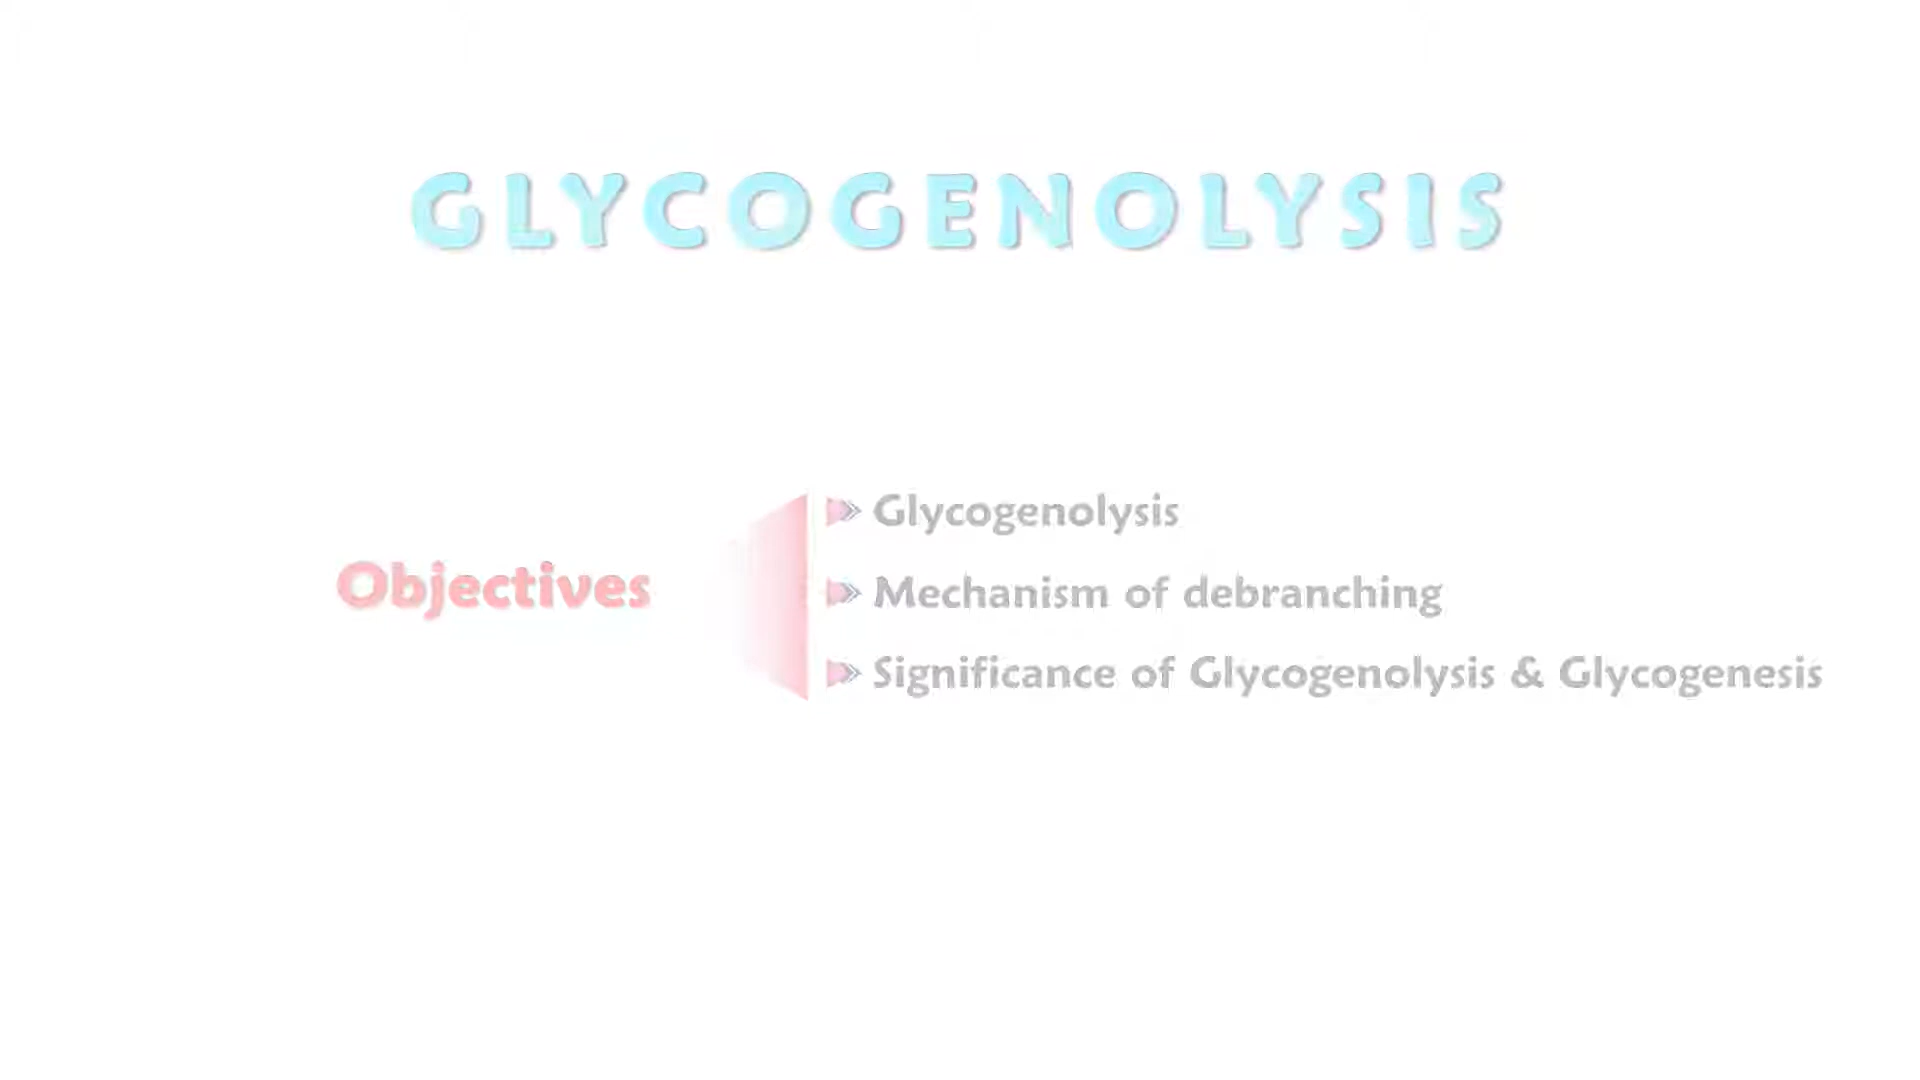 GLYCOGENOLYSIS
Objectives
Glycogenolysis
Mechanism of debranching
Significance of Glycogenolysis & Glycogenesis